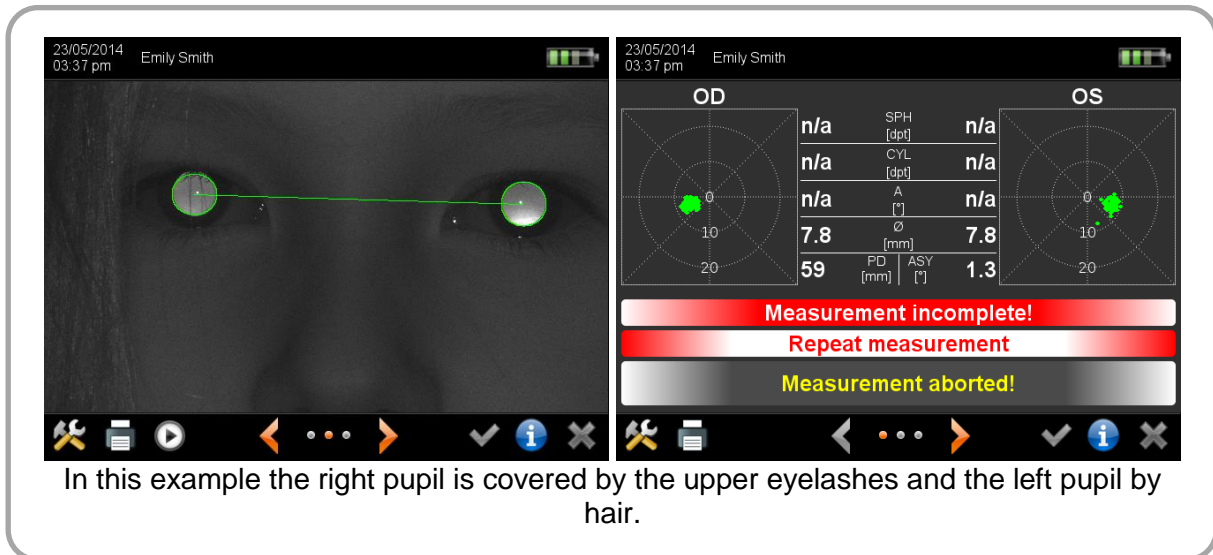 23/05/2014
03:37 pm Emily Smith
23/05/2014
03:37 pm Emily Smith
OD OS
n/a SPH [dpt] n/a
n/a CYL [dpt] n/a
n/a A [°] n/a
7.8 Ø [mm] 7.8
59 PD [mm] ASY [°] 1.3
0
10
20
0
10
20
Measurement incomplete!
Repeat measurement
Measurement aborted!
In this example the right pupil is covered by the upper eyelashes and the left pupil by
hair.